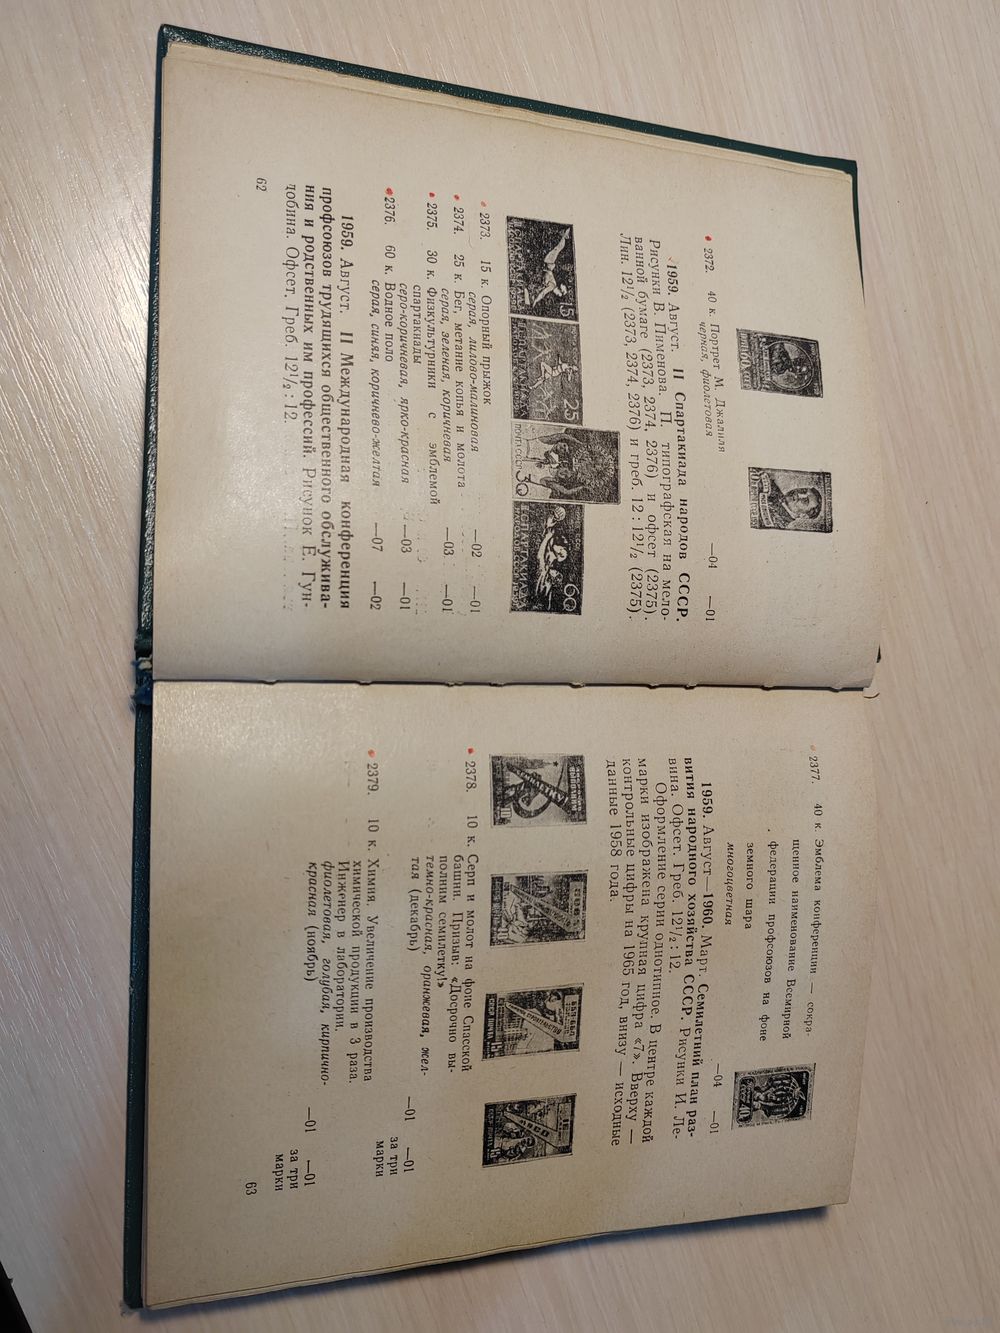 2372. 40 к. Портрет М. Джалиля
черная, фиолетовая —04 —01
1959. Август. II Спартакиада народов СССР.
Рисунки В. Пименова. П. типографская на мело-
ванной бумаге (2373, 2374, 2376) и офсет (2375).
Лин. 12½ (2373, 2374, 2376) и греб. 12 : 12½ (2375).
15
25
30
60
ПОЧТА СССР
2373. 15 к. Опорный прыжок
серая, лилово-малиновая —02 —01
2374. 25 к. Бег, метание копья и молота
серая, зеленая, коричневая —03 —01
2375. 30 к. Физкультурники с эмблемой
спартакиады
серо-коричневая, ярко-красная —03 —01
2376. 60 к. Водное поло
серая, синяя, коричнево-желтая —07 —02
1959. Август. II Международная конференция
профсоюзов трудящихся общественного обслужива-
ния и родственных им профессий. Рисунок Е. Гун-
добина. Офсет. Греб. 12½ : 12.
62
2377. 40 к. Эмблема конференции — сокра-
щенное наименование Всемирной
федерации профсоюзов на фоне
земного шара
многоцветная —04 —01
40
1959. Август—1960. Март. Семилетний план раз-
вития народного хозяйства СССР. Рисунки И. Ле-
вина. Офсет. Греб. 12½ : 12.
Оформление серии однотипное. В центре каждой
марки изображена крупная цифра «7». Вверху —
контрольные цифры на 1965 год, внизу — исходные
данные 1958 года.
2378. 10 к. Серп и молот на фоне Спасской
башни. Призыв: «Досрочно вы-
полним семилетку!»
темно-красная, оранжевая, жел-
тая (декабрь) —01 —01
за три
марки
2379. 10 к. Химия. Увеличение производства
химической продукции в 3 раза.
Инженер в лаборатории.
фиолетовая, голубая, кирпично-
красная (ноябрь) —01 —01
за три
марки
63